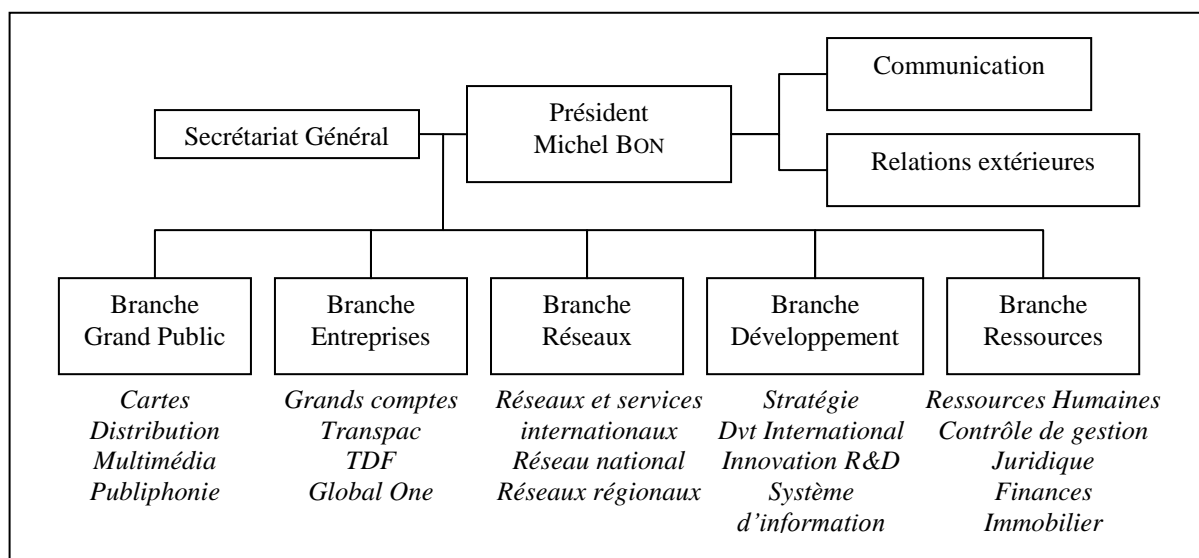 Communication
Président
Michel BON
Secrétariat Général
Relations extérieures
Branche
Grand Public
Branche
Entreprises
Branche
Réseaux
Branche
Développement
Branche
Ressources
Cartes
Distribution
Multimédia
Publiphonie
Grands comptes
Transpac
TDF
Global One
Réseaux et services
internationaux
Réseau national
Réseaux régionaux
Stratégie
Dvt International
Innovation R&D
Système
d’information
Ressources Humaines
Contrôle de gestion
Juridique
Finances
Immobilier